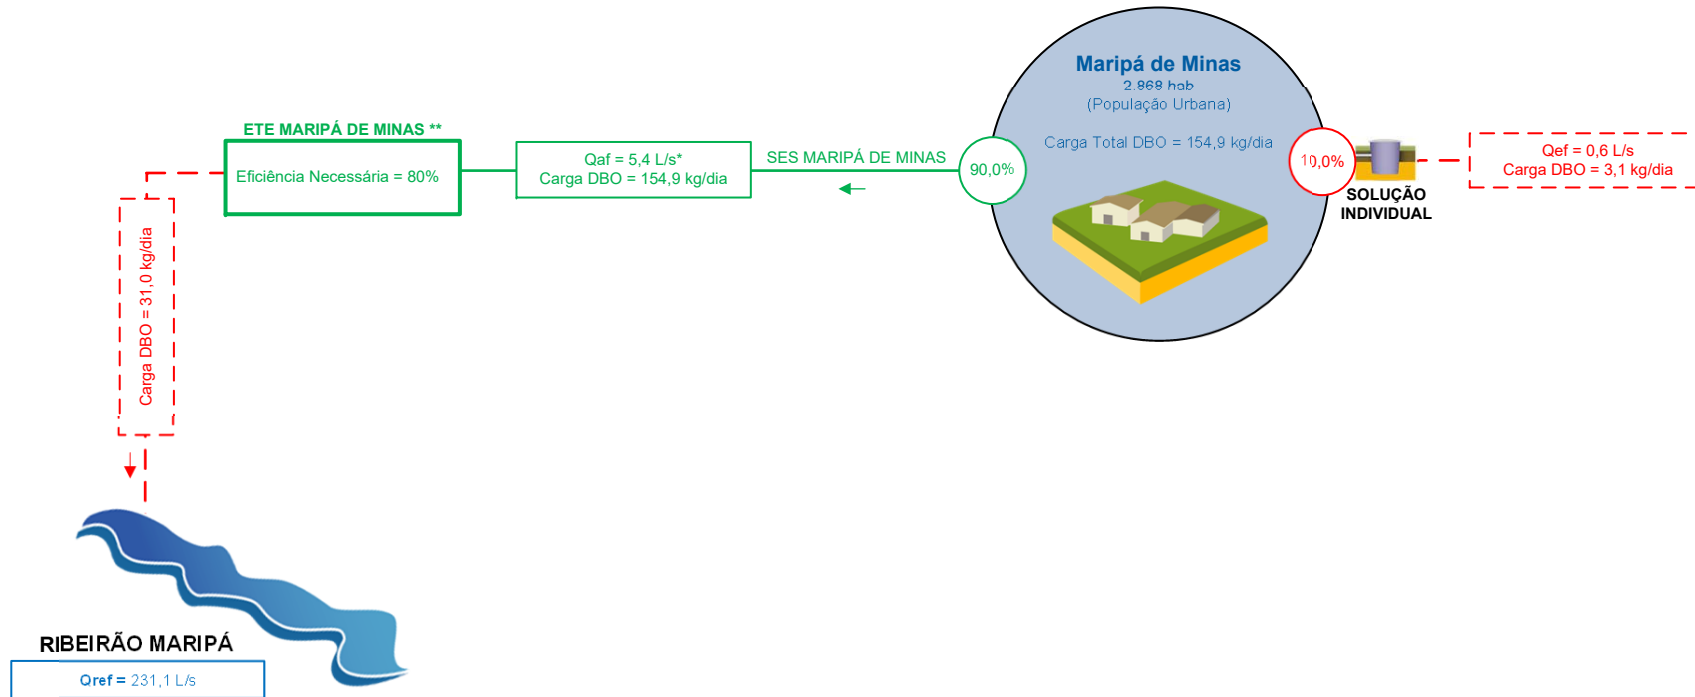 Maripá de Minas
2.868 hab
(População Urbana)
Carga Total DBO = 154,9 kg/dia
ETE MARIPÁ DE MINAS **
Eficiência Necessária = 80%
Qaf = 5,4 L/s*
Carga DBO = 154,9 kg/dia
SES MARIPÁ DE MINAS
90,0%
10,0%
SOLUÇÃO
INDIVIDUAL
Qef = 0,6 L/s
Carga DBO = 3,1 kg/dia
Carga DBO = 31,0 kg/dia
RIBEIRÃO MARIPÁ
Qref = 231,1 L/s